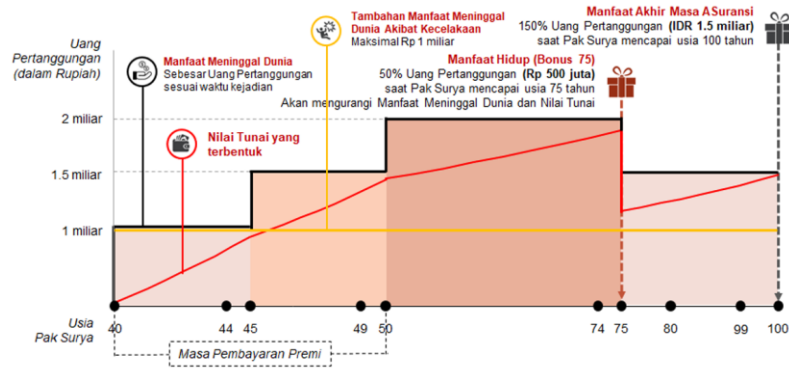 Uang
Pertanggungan
(dalam Rupiah)
Manfaat Meninggal Dunia
Sebesar Uang Pertanggungan
sesuai waktu kejadian
Nilai Tunai yang
terbentuk
Tambahan Manfaat Meninggal
Dunia Akibat Kecelakaan
Maksimal Rp 1 miliar
Manfaat Hidup (Bonus 75)
50% Uang Pertanggungan (Rp 500 juta)
saat Pak Surya mencapai usia 75 tahun
Akan mengurangi Manfaat Meninggal Dunia dan Nilai Tunai
Manfaat Akhir Masa ASuransi
150% Uang Pertanggungan (IDR 1.5 miliar)
saat Pak Surya mencapai usia 100 tahun
2 miliar
1.5 miliar
1 miliar
Usia
Pak Surya
40 44 45 49 50 74 75 80 99 100
Masa Pembayaran Premi